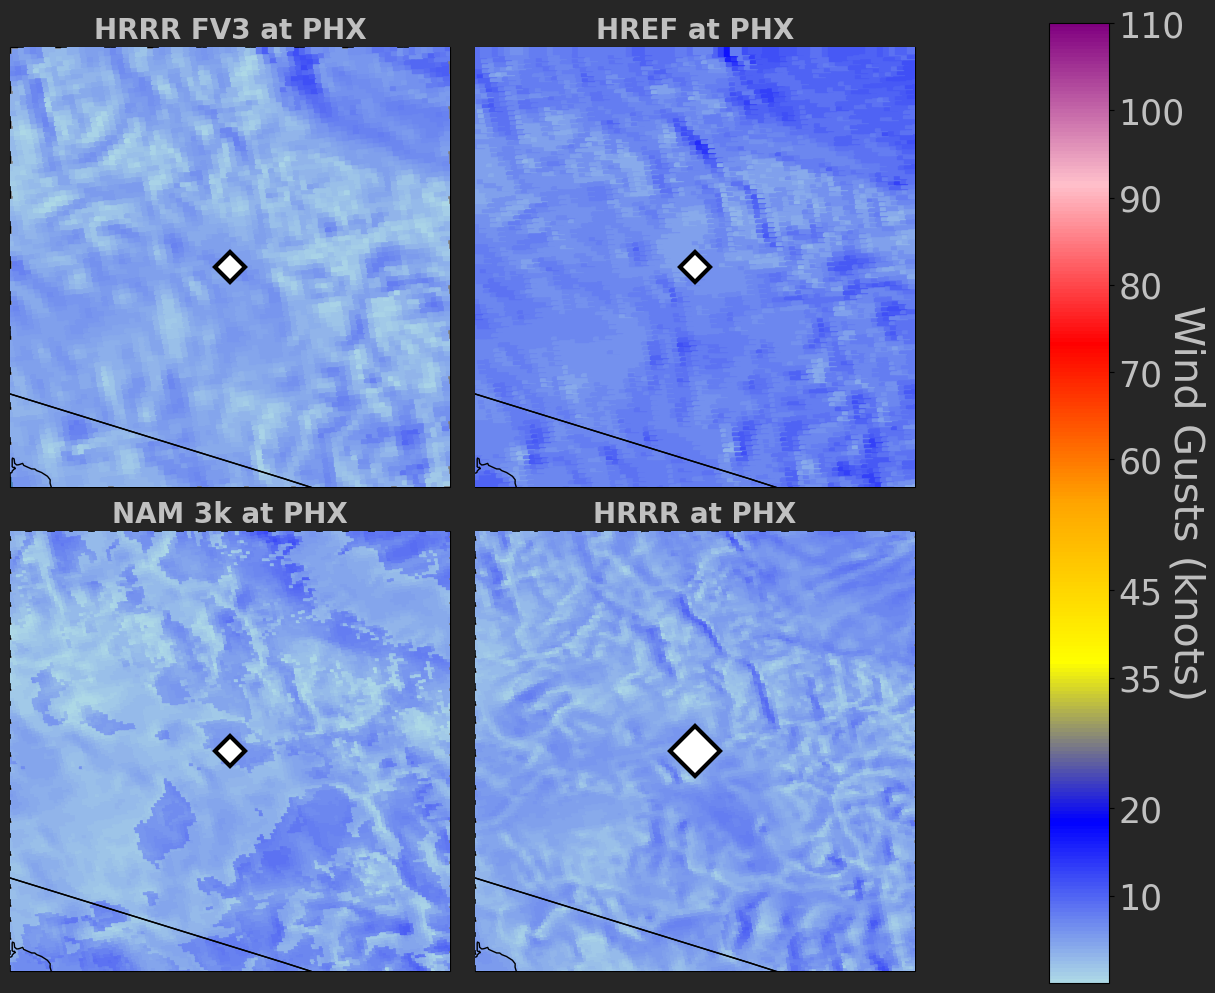 HRRR FV3 at PHX
HREF at PHX
NAM 3k at PHX
HRRR at PHX
110
100
90
80
70
60
45
35
20
10
Wind Gusts (knots)